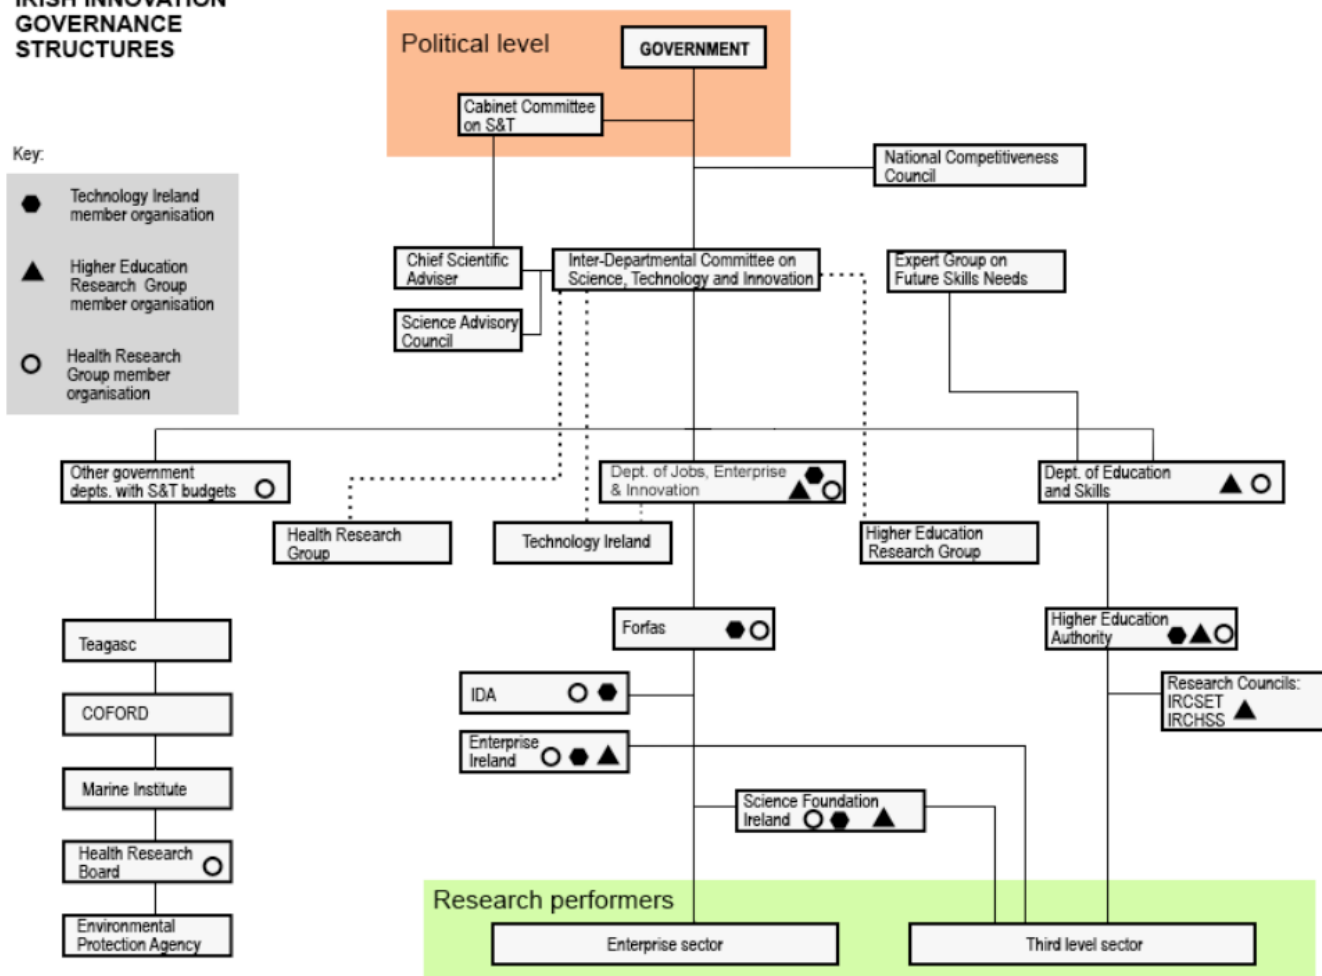 IRISH INNOVATION
GOVERNANCE
STRUCTURES
Political level
GOVERNMENT
Cabinet Committee
on S&T
Key:
Technology Ireland
member organisation
Higher Education
Research Group
member organisation
Health Research
Group member
organisation
National Competitiveness
Council
Chief Scientific
Adviser
Inter-Departmental Committee on
Science, Technology and Innovation
Expert Group on
Future Skills Needs
Science Advisory
Council
Other government
depts. with S&T budgets
Dept. of Jobs, Enterprise
& Innovation
Dept. of Education
and Skills
Health Research
Group
Technology Ireland
Higher Education
Research Group
Teagasc
Forfas
Higher Education
Authority
IDA
Research Councils:
IRCSET
IRCHSS
COFORD
Enterprise
Ireland
Marine Institute
Science Foundation
Ireland
Health Research
Board
Environmental
Protection Agency
Research performers
Enterprise sector
Third level sector